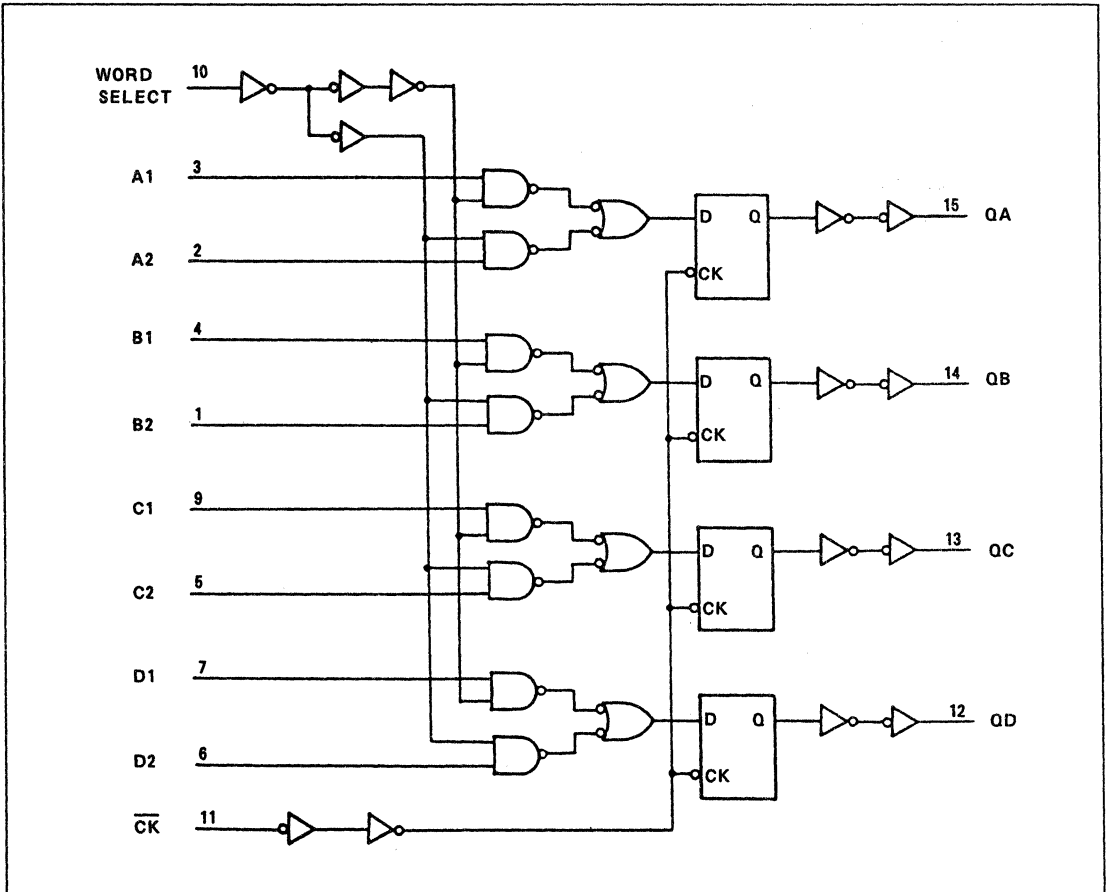 WORD SELECT 10
A1 3
D Q 15 QA
A2 2
CK
B1 4
D Q 14 QB
B2 1
CK
C1 9
D Q 13 QC
C2 5
CK
D1 7
D Q 12 QD
D2 6
CK
C̅K̅ 11